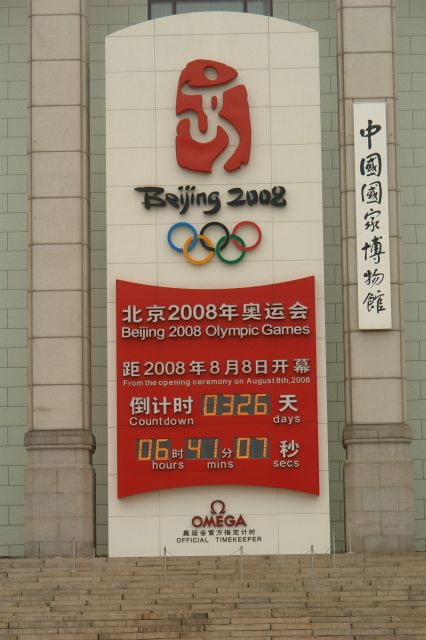 Beijing 2008
北京2008年奥运会
Beijing 2008 Olympic Games
距2008年8月8日开幕
From the opening ceremony on August 8th, 2008
倒计时 0326 天
Countdown days
06 时 41 分 07 秒
hours mins secs
Ω
OMEGA
奥运会官方指定计时
OFFICIAL TIMEKEEPER
中國國家博物館